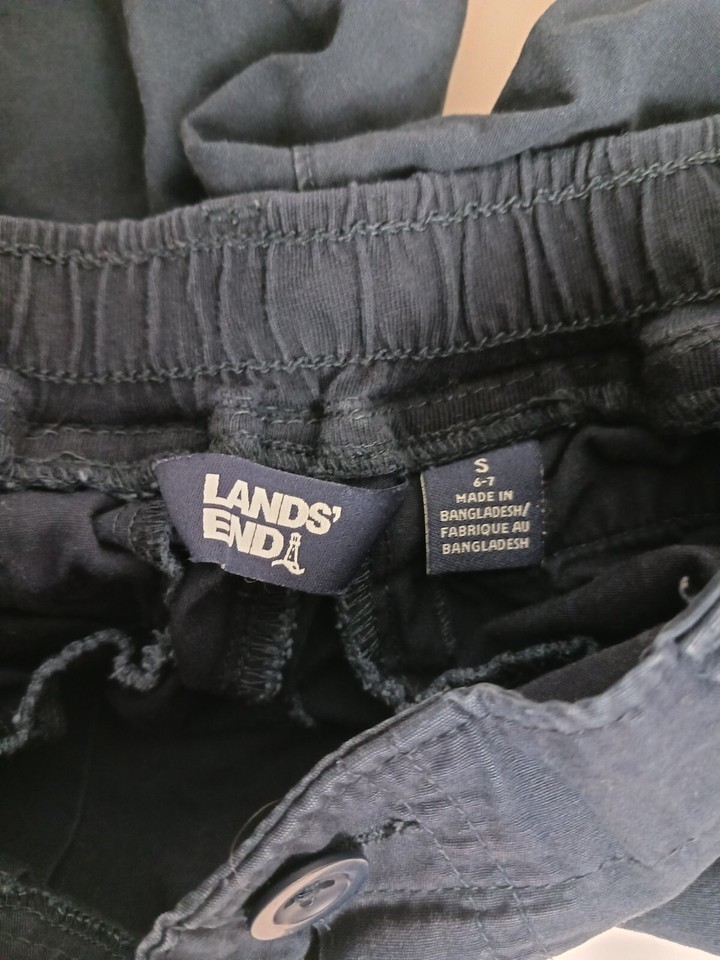 LANDS'
END
S
6-7
MADE IN
BANGLADESH/
FABRIQUE AU
BANGLADESH